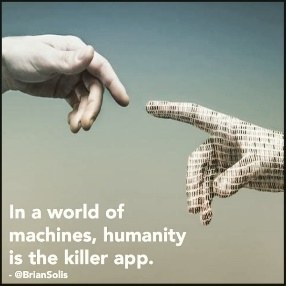 In a world of
machines, humanity
is the killer app.
- @BrianSolis